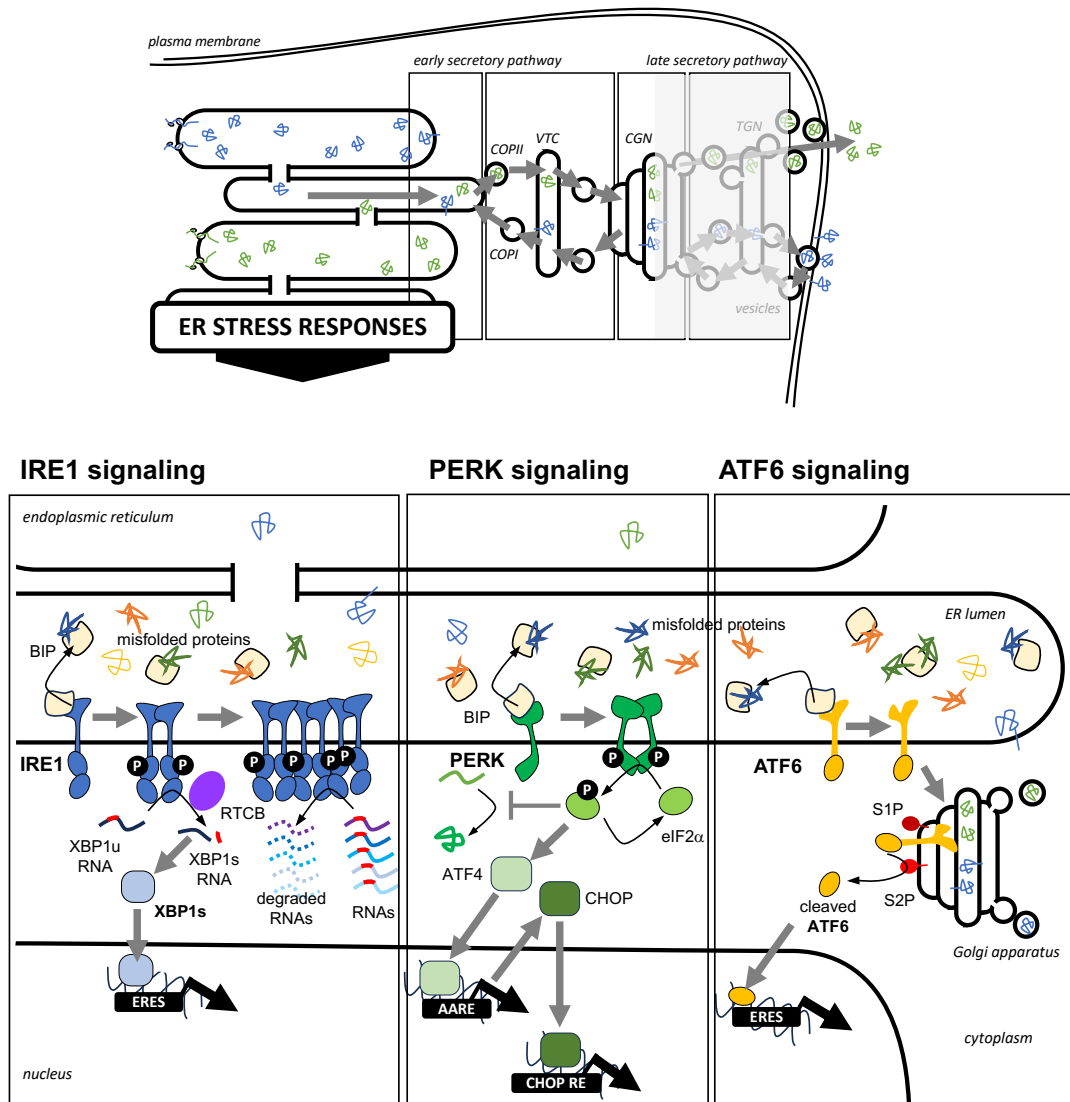 plasma membrane
early secretory pathway
late secretory pathway
COPII
VTC
CGN
TGN
COPI
vesicles
ER STRESS RESPONSES
IRE1 signaling
PERK signaling
ATF6 signaling
endoplasmic reticulum
BIP
misfolded proteins
IRE1
P
P
P
P
P
P
RTCB
XBP1u
RNA
XBP1s
RNA
degraded
RNAs
RNAs
XBP1s
ERES
nucleus
misfolded proteins
BIP
PERK
P
P
P
eIF2α
ATF4
CHOP
AARE
CHOP RE
ER lumen
ATF6
S1P
S2P
cleaved
ATF6
Golgi apparatus
ERES
cytoplasm